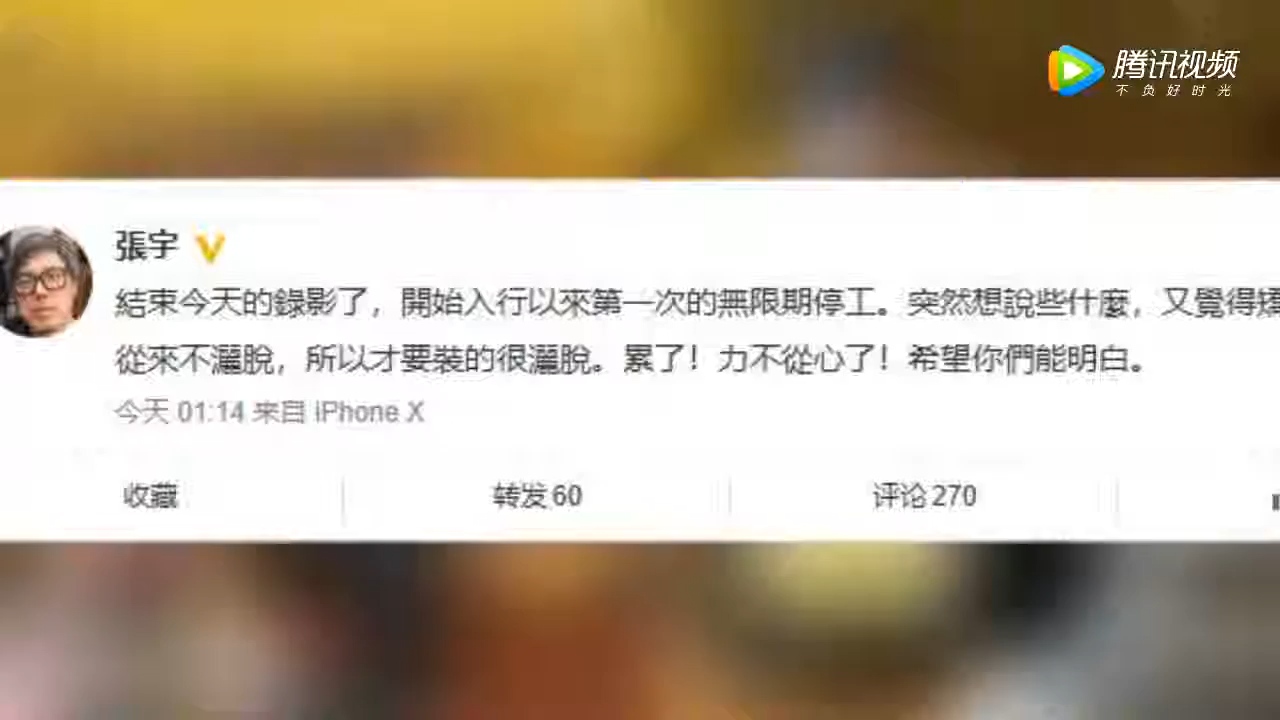 腾讯视频
不负好时光
張宇
結束今天的錄影了，開始入行以來第一次的無限期停工。突然想說些什麼，又覺得
從來不灑脫，所以才要裝的很灑脫。累了！力不從心了！希望你們能明白。
今天 01:14 来自 iPhone X
收藏
转发 60
评论 270